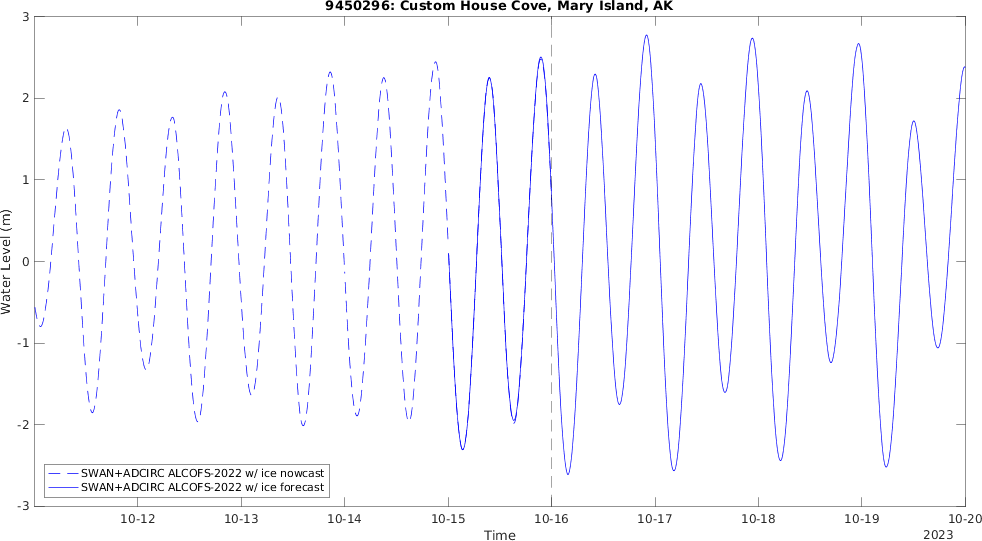 9450296: Custom House Cove, Mary Island, AK
3
2
1
0
-1
-2
-3
Water Level (m)
SWAN+ADCIRC ALCOFS-2022 w/ ice nowcast
SWAN+ADCIRC ALCOFS-2022 w/ ice forecast
10-12 10-13 10-14 10-15 10-16 10-17 10-18 10-19 10-20
Time
2023